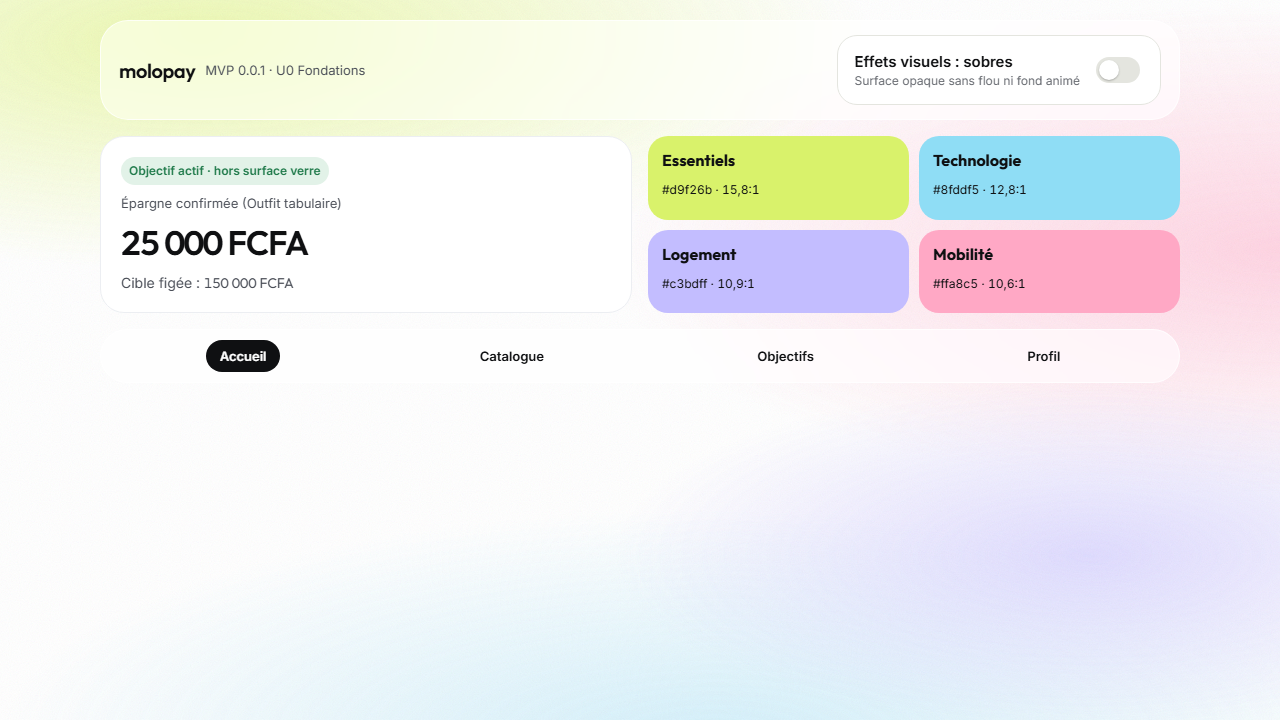 molopay MVP 0.0.1 · U0 Fondations
Effets visuels : sobres
Surface opaque sans flou ni fond animé
Objectif actif · hors surface verre
Épargne confirmée (Outfit tabulaire)
25 000 FCFA
Cible figée : 150 000 FCFA
Essentiels
#d9f26b · 15,8:1
Technologie
#8fddf5 · 12,8:1
Logement
#c3bdff · 10,9:1
Mobilité
#ffa8c5 · 10,6:1
Accueil
Catalogue
Objectifs
Profil